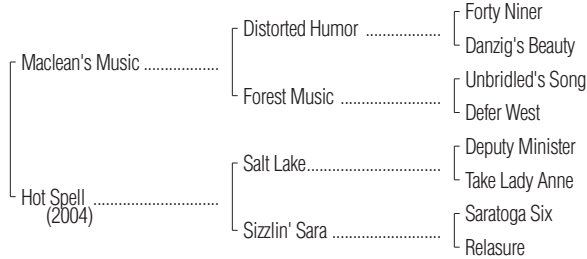 Forty Niner
Distorted Humor ..................
Danzig's Beauty
Maclean's Music .................
Unbridled's Song
Forest Music .......................
Defer West
Deputy Minister
Salt Lake...........................
Take Lady Anne
Hot Spell .............................
(2004)
Saratoga Six
Sizzlin' Sara ........................
Relasure